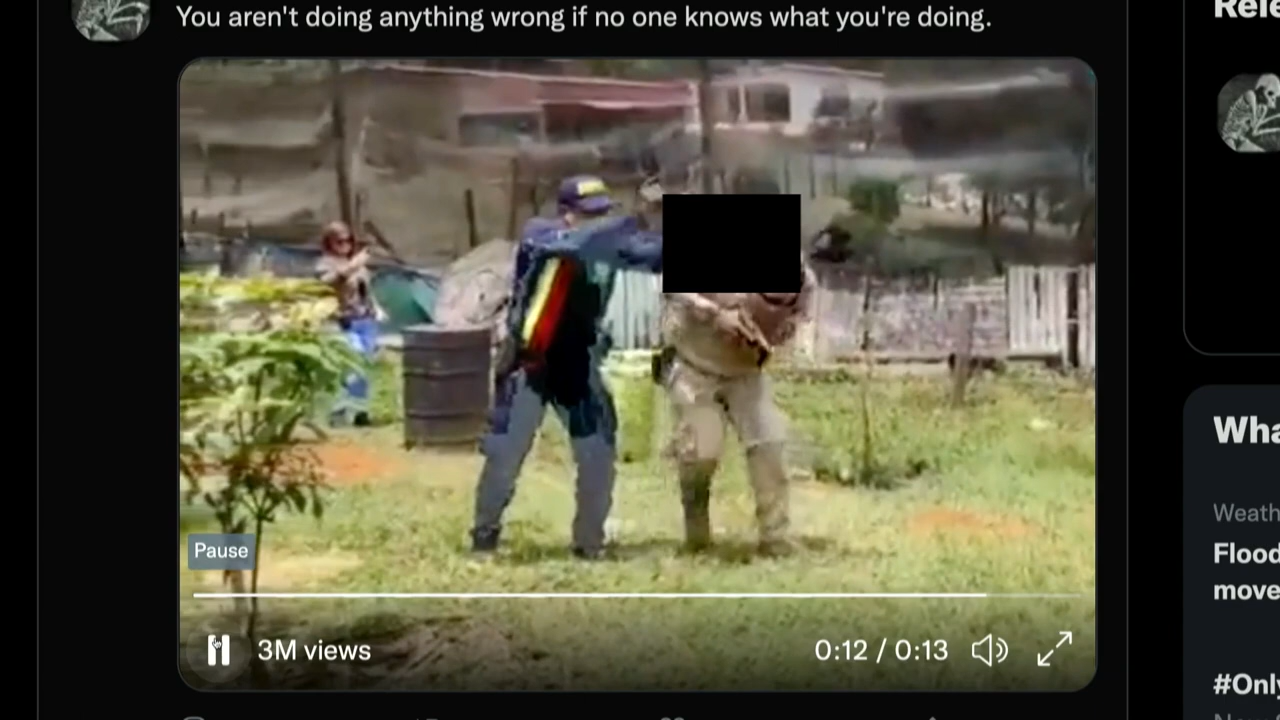 You aren't doing anything wrong if no one knows what you're doing.
Rele
Pause
3M views
0:12 / 0:13
Wha
Weath
Flood
move
#Only